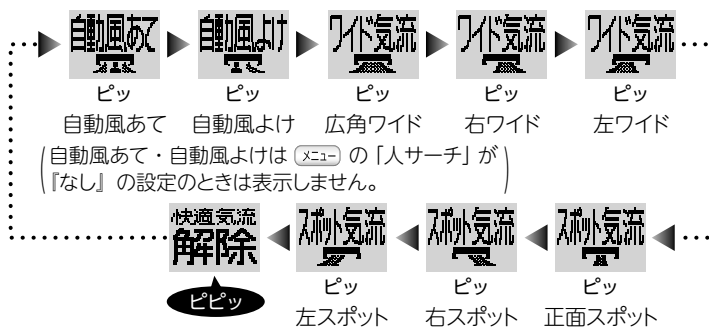 自動風あて 自動風よけ ワイド気流 ワイド気流 ワイド気流
ピッ ピッ ピッ ピッ ピッ
自動風あて 自動風よけ 広角ワイド 右ワイド 左ワイド
(自動風あて・自動風よけは メニュー の「人サーチ」が
『なし』の設定のときは表示しません。)
快適気流
解除 スポット気流 スポット気流 スポット気流
ピピッ ピッ ピッ ピッ
左スポット 右スポット 正面スポット